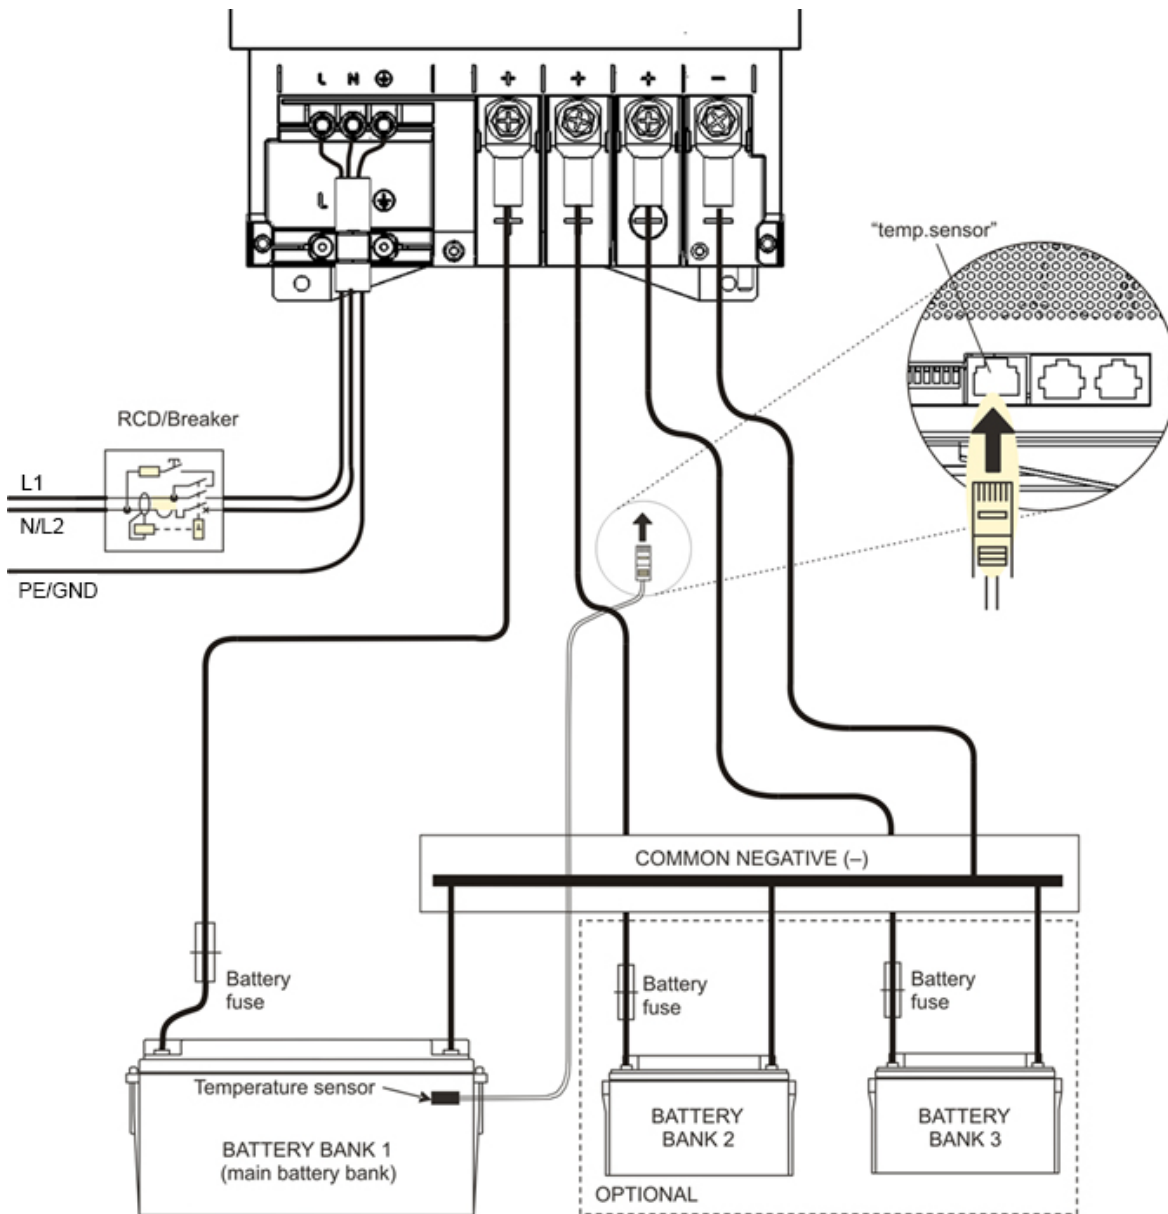 L N
+ + + -
L
"temp.sensor"
RCD/Breaker
L1
N/L2
PE/GND
COMMON NEGATIVE (–)
Battery
fuse
Battery
fuse
Battery
fuse
Temperature sensor
BATTERY BANK 1
(main battery bank)
BATTERY
BANK 2
BATTERY
BANK 3
OPTIONAL